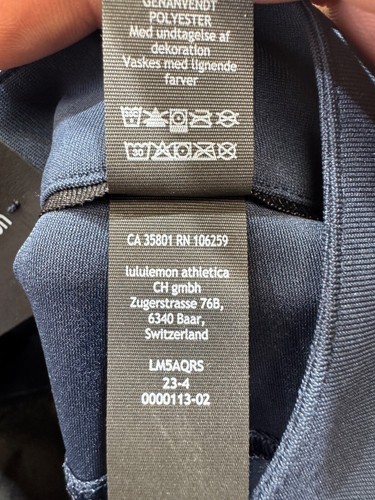 GENANVENDT
POLYESTER
Med undtagelse af
dekoration
Vaskes med lignende
farver
30
CA 35801 RN 106259
lululemon athletica
CH gmbh
Zugerstrasse 76B,
6340 Baar,
Switzerland
LM5AQRS
23-4
0000113-02